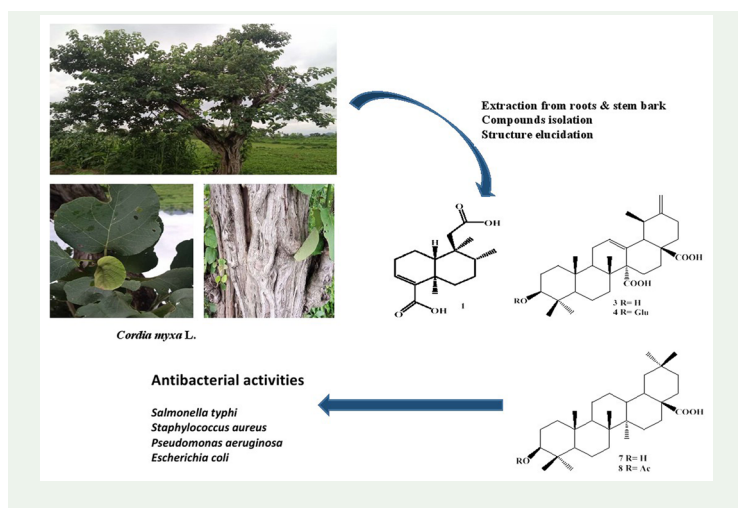 Extraction from roots & stem bark
Compounds isolation
Structure elucidation
O
OH
H
O
OH
1
COOH
COOH
RO
3 R= H
4 R= Glu
Cordia myxa L.
Antibacterial activities
Salmonella typhi
Staphylococcus aureus
Pseudomonas aeruginosa
Escherichia coli
COOH
RO
7 R= H
8 R= Ac